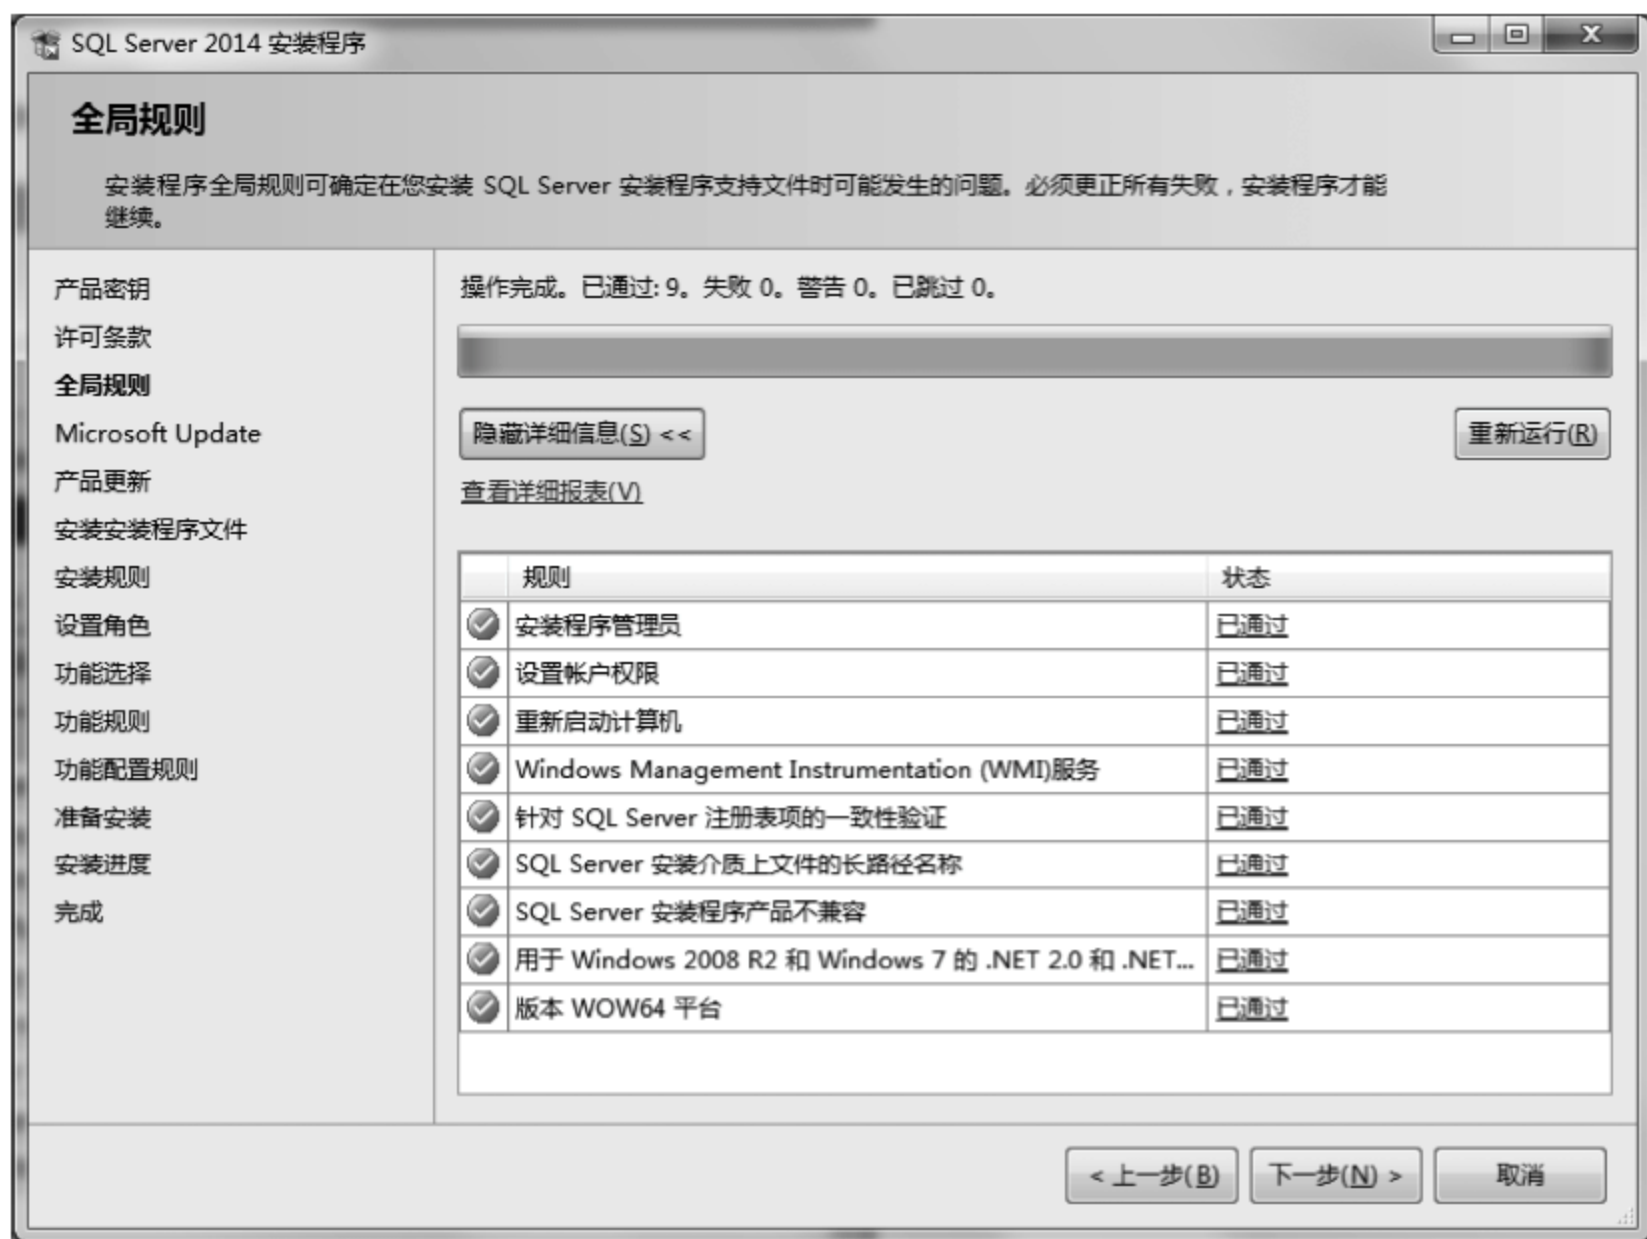 SQL Server 2014 安装程序
全局规则
安装程序全局规则可确定在您安装 SQL Server 安装程序支持文件时可能发生的问题。必须更正所有失败，安装程序才能
继续。
产品密钥
许可条款
全局规则
Microsoft Update
产品更新
安装安装程序文件
安装规则
设置角色
功能选择
功能规则
功能配置规则
准备安装
安装进度
完成
操作完成。已通过: 9。失败 0。警告 0。已跳过 0。
隐藏详细信息(S) <<
重新运行(R)
查看详细报表(V)
规则 状态
安装程序管理员 已通过
设置帐户权限 已通过
重新启动计算机 已通过
Windows Management Instrumentation (WMI)服务 已通过
针对 SQL Server 注册表项的一致性验证 已通过
SQL Server 安装介质上文件的长路径名称 已通过
SQL Server 安装程序产品不兼容 已通过
用于 Windows 2008 R2 和 Windows 7 的 .NET 2.0 和 .NET... 已通过
版本 WOW64 平台 已通过
< 上一步(B) 下一步(N) > 取消